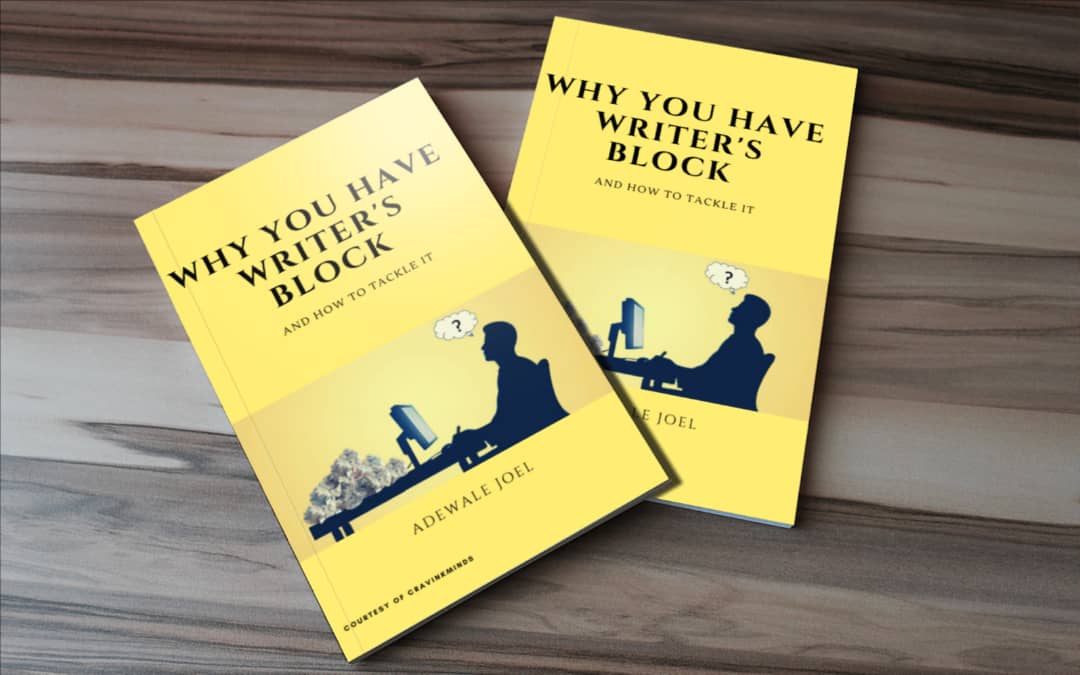 WHY YOU HAVE
WRITER'S
BLOCK
AND HOW TO TACKLE IT
?
ADEWALE JOEL
COURTESY OF CRAVINKMINDS
WHY YOU HAVE
WRITER'S
BLOCK
AND HOW TO TACKLE IT
?
LE JOEL